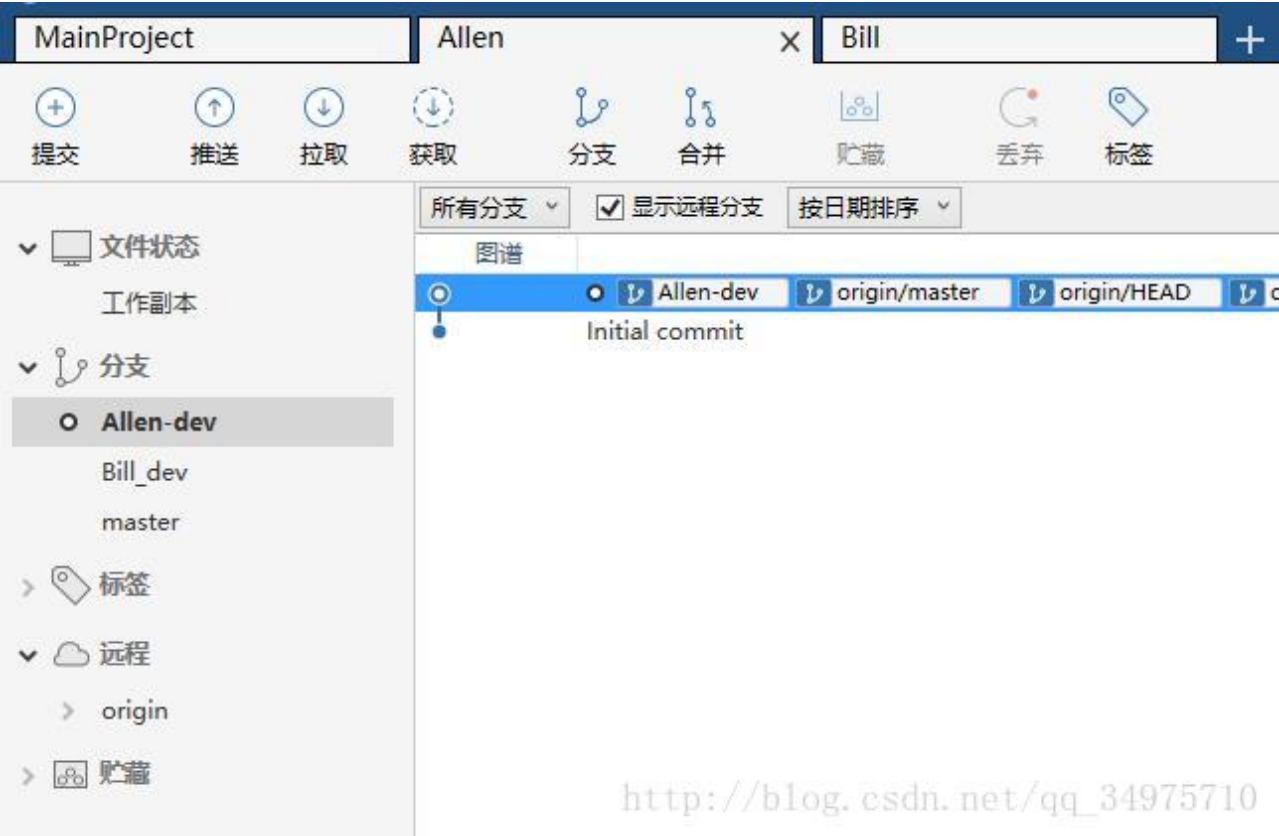 MainProject Allen Bill
提交 推送 拉取 获取 分支 合并 贮藏 丢弃 标签
所有分支 显示远程分支 按日期排序
文件状态
工作副本
分支
Allen-dev
Bill_dev
master
标签
远程
origin
贮藏
图谱
Allen-dev origin/master origin/HEAD
Initial commit
http://blog.csdn.net/qq_34975710